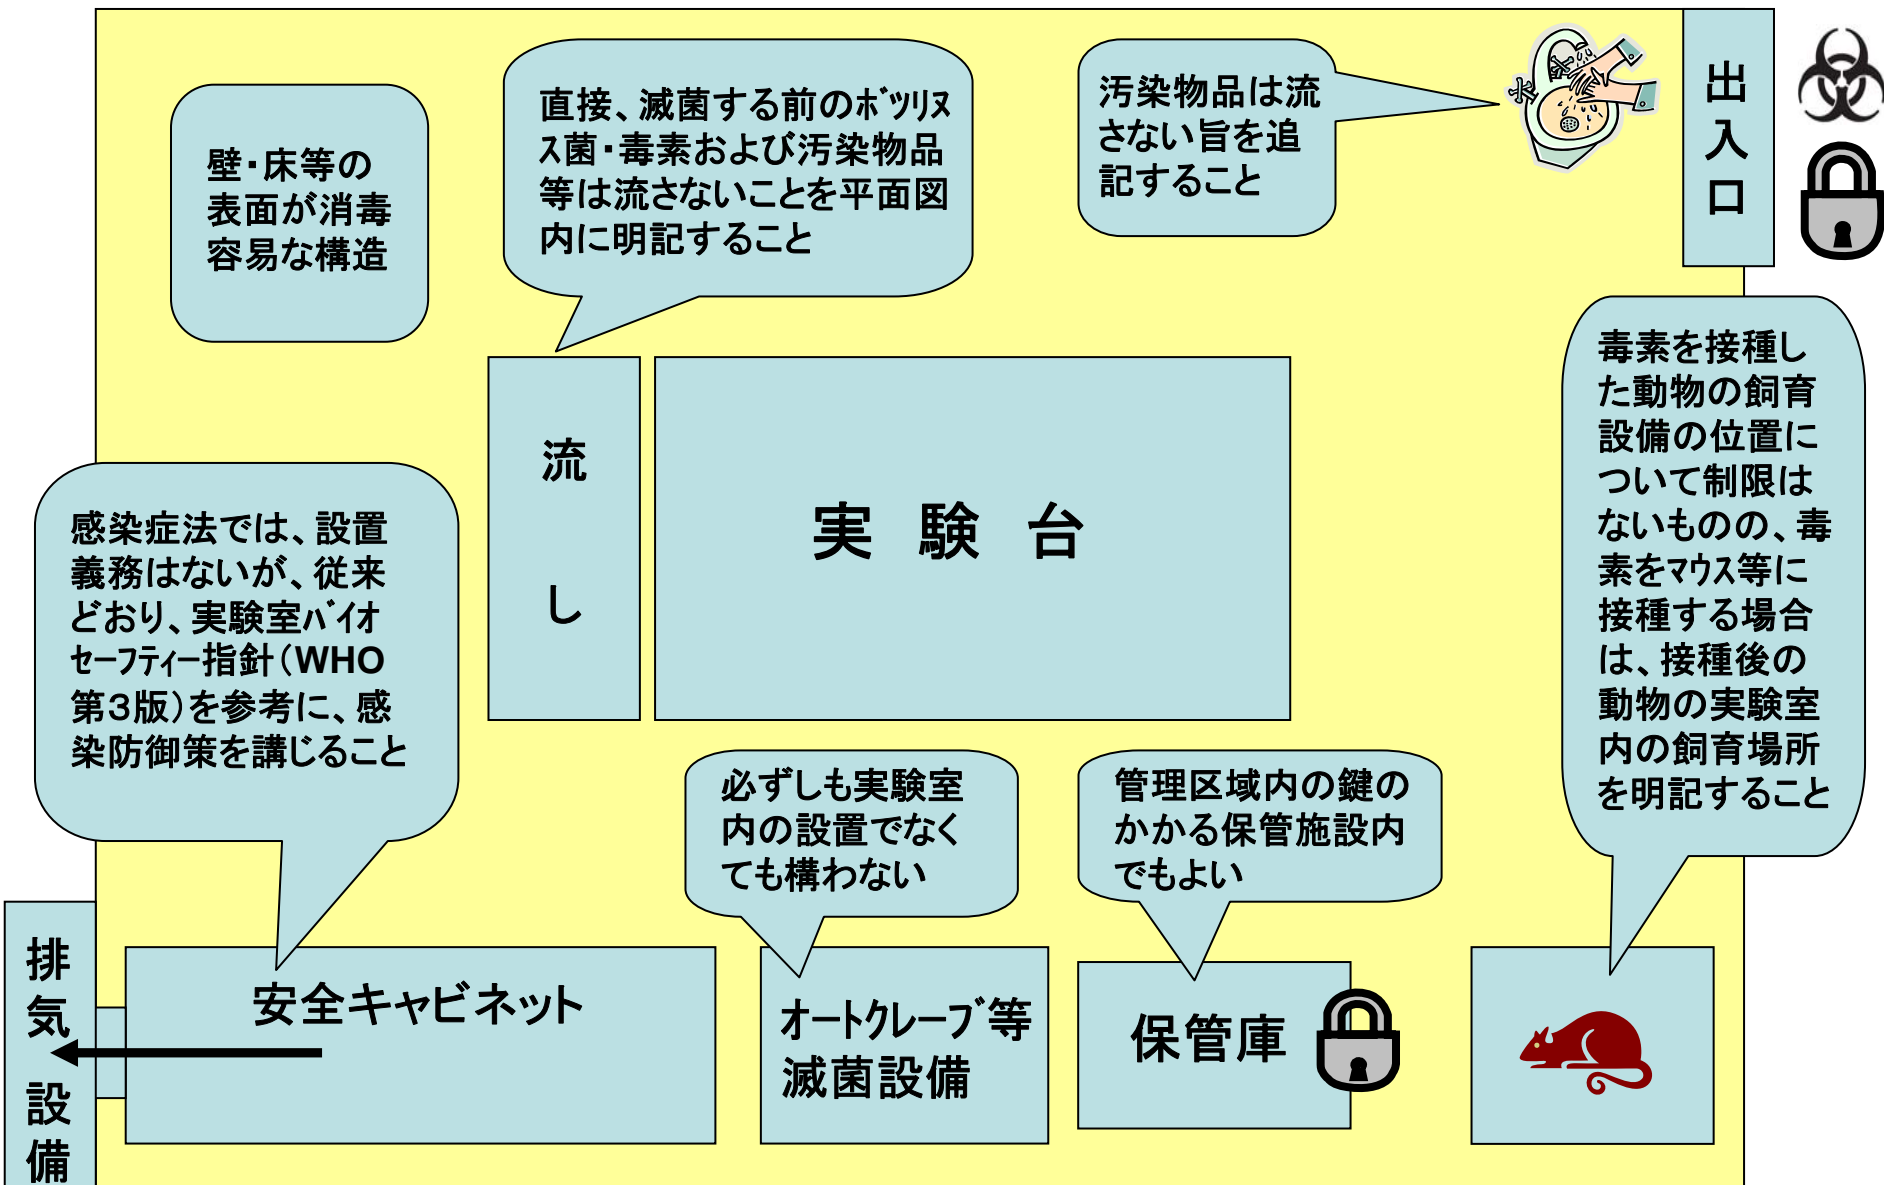 壁・床等の
表面が消毒
容易な構造
直接、滅菌する前のﾎﾞﾂﾘﾇ
ｽ菌・毒素および汚染物品
等は流さないことを平面図
内に明記すること
汚染物品は流
さない旨を追
記すること
出
入
口
毒素を接種し
た動物の飼育
設備の位置に
ついて制限は
ないものの、毒
素をﾏｳｽ等に
接種する場合
は、接種後の
動物の実験室
内の飼育場所
を明記すること
流
し
実 験 台
感染症法では、設置
義務はないが、従来
どおり、実験室ﾊﾞｲｵ
ｾｰﾌﾃｨｰ指針（WHO
第３版）を参考に、感
染防御策を講じること
必ずしも実験室
内の設置でなく
ても構わない
管理区域内の鍵の
かかる保管施設内
でもよい
排
気
設
備
安全キャビネット
ｵｰﾄｸﾚｰﾌﾞ等
滅菌設備
保管庫